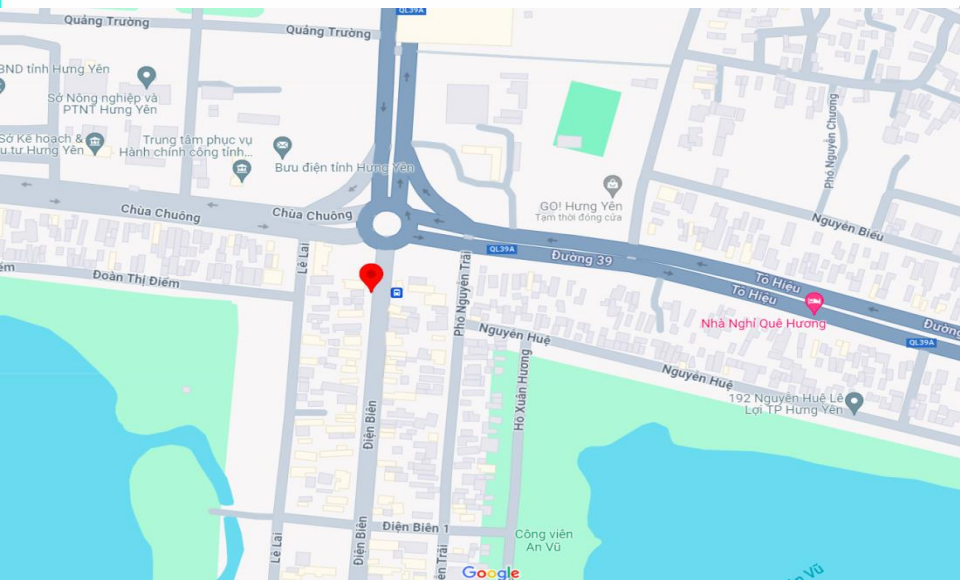 QL39A
Quảng Trường
Quảng Trường
BND tỉnh Hưng Yên
Sở Nông nghiệp và
PTNT Hưng Yên
Sở Kế hoạch &
u tư Hưng Yên
Trung tâm phục vụ
Hành chính công tỉnh...
Bưu điện tỉnh Hưng Yên
GO! Hưng Yên
Tạm thời đóng cửa
Phố Nguyễn Chương
Nguyễn Biểu
Chùa Chuông
Chùa Chuông
Lê Lai
Đoàn Thị Điểm
QL39A
Đường 39
Phố Nguyễn Trãi
Tô Hiệu
Tô Hiệu
Nhà Nghỉ Quê Hương
Đường
QL39A
Nguyễn Huệ
Nguyễn Huệ
Hồ Xuân Hương
192 Nguyễn Huệ Lê
Lợi TP Hưng Yên
Điện Biên
Điện Biên 1
Điện Biên
Lê Lai
ễn Trãi
Công viên
An Vũ
Google
n Vũ